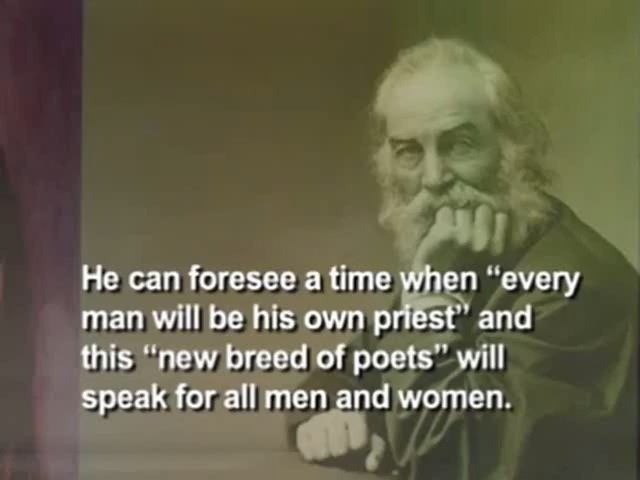 He can foresee a time when “every
man will be his own priest” and
this “new breed of poets” will
speak for all men and women.